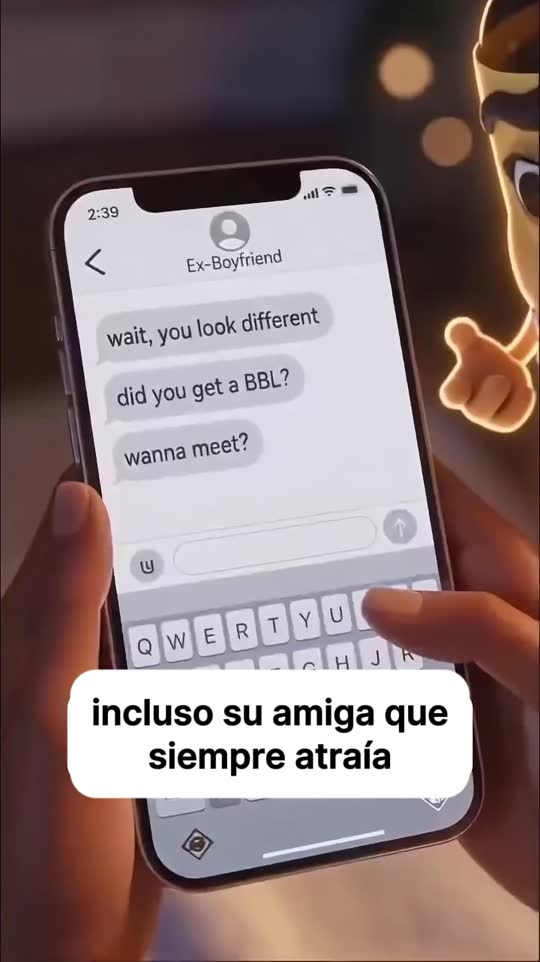 2:39
Ex-Boyfriend
wait, you look different
did you get a BBL?
wanna meet?
Q W E R T Y U
G H J
incluso su amiga que
siempre atraía